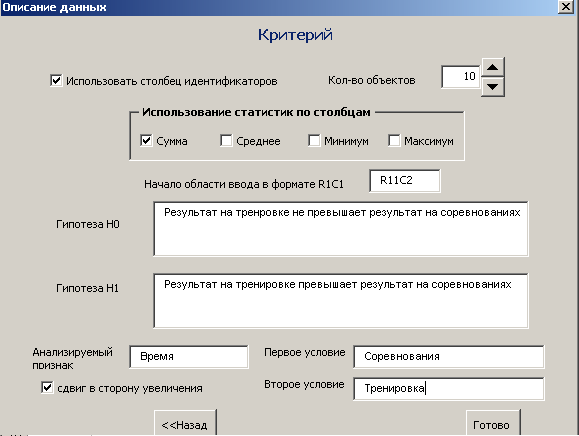 Описание данных
Критерий
Использовать столбец идентификаторов Кол-во объектов 10
Использование статистик по столбцам
Сумма Среднее Минимум Максимум
Начало области ввода в формате R1C1 R11C2
Гипотеза H0 Результат на тренровке не превышает результат на соревнованиях
Гипотеза H1 Результат на тренировке превышает результат на соревнованиях
Анализируемый признак Время Первое условие Соревнования
сдвиг в сторону увеличения Второе условие Тренировка
<<Назад Готово